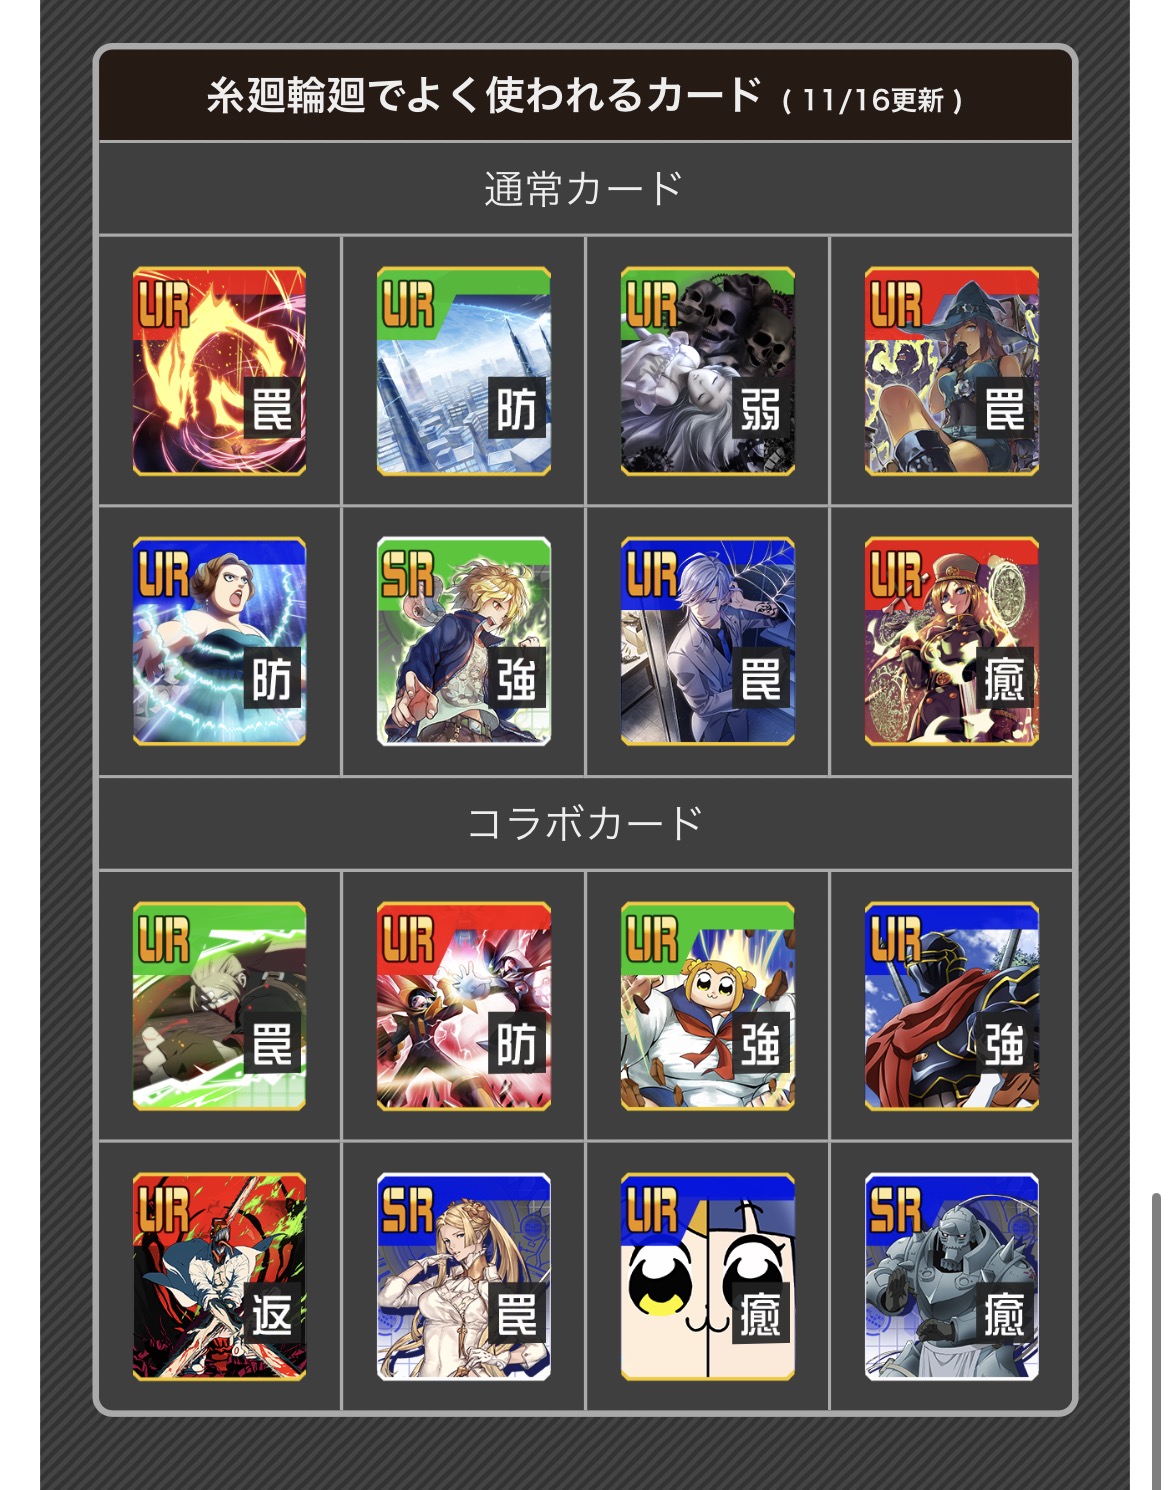 糸廻輪廻でよく使われるカード ( 11/16更新 )
通常カード
UR 罠
UR 防
UR 弱
UR 罠
UR 防
SR 強
UR 罠
UR 癒
コラボカード
UR 罠
UR 防
UR 強
UR 強
UR 返
SR 罠
UR 癒
SR 癒